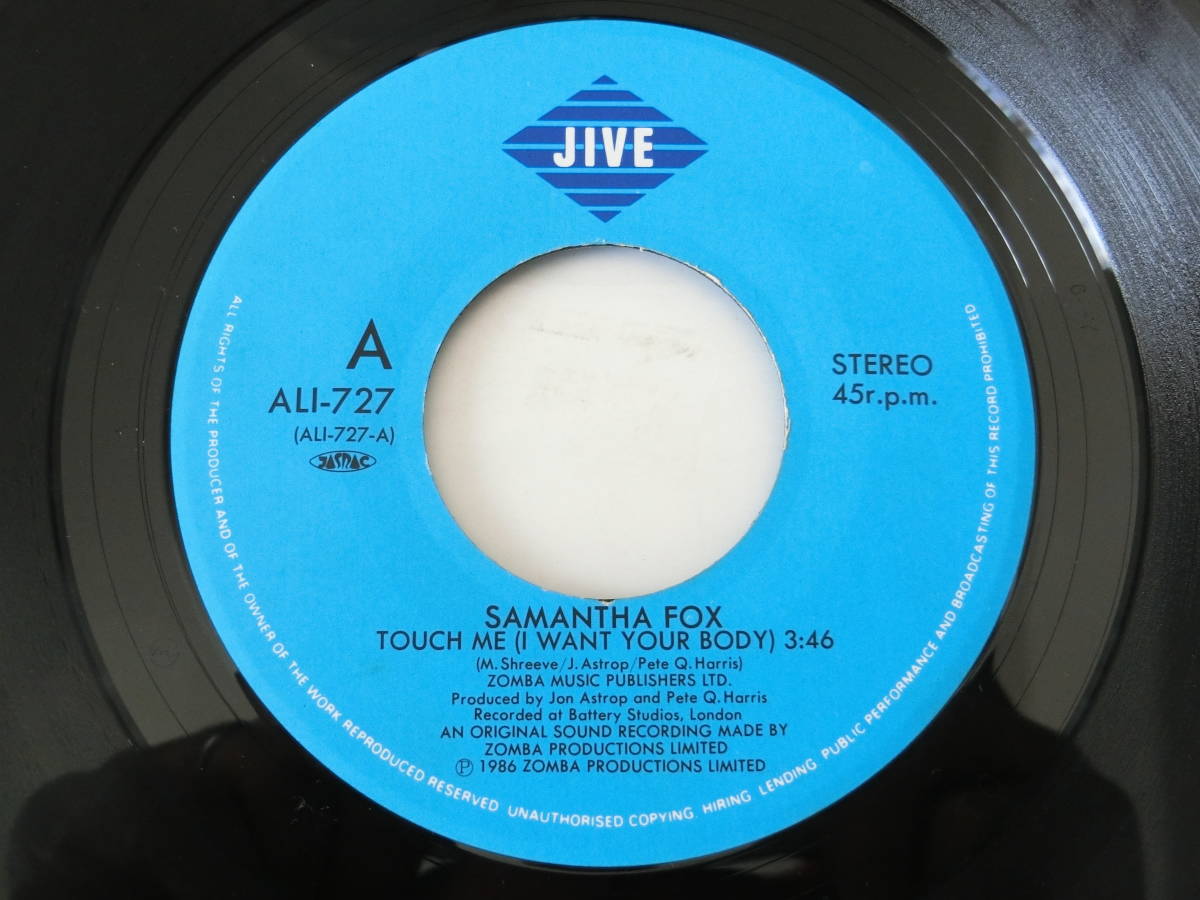 JIVE
A
ALI-727
(ALI-727-A)
JASRAC
STEREO
45r.p.m.
SAMANTHA FOX
TOUCH ME (I WANT YOUR BODY) 3:46
(M. Shreeve/J. Astrop/Pete Q. Harris)
ZOMBA MUSIC PUBLISHERS LTD.
Produced by Jon Astrop and Pete Q. Harris
Recorded at Battery Studios, London
AN ORIGINAL SOUND RECORDING MADE BY
ZOMBA PRODUCTIONS LIMITED
℗ 1986 ZOMBA PRODUCTIONS LIMITED
ALL RIGHTS OF THE PRODUCER AND OF THE OWNER OF THE WORK REPRODUCED RESERVED UNAUTHORISED COPYING. HIRING LENDING PUBLIC PERFORMANCE AND BROADCASTING OF THIS RECORD PROHIBITED